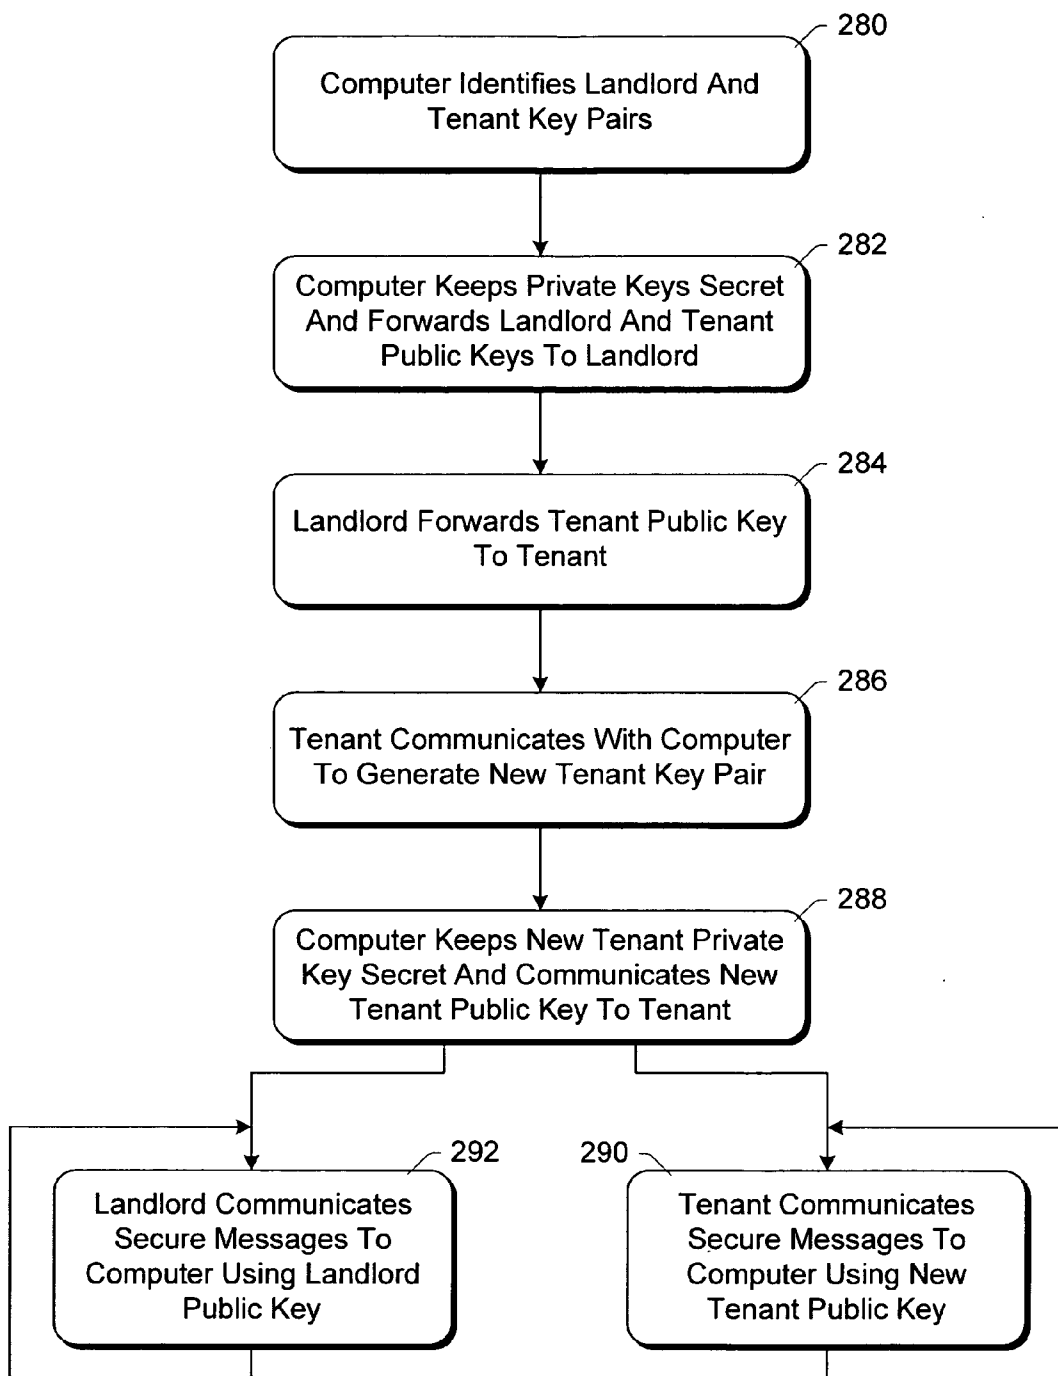 280
Computer Identifies Landlord And
Tenant Key Pairs
282
Computer Keeps Private Keys Secret
And Forwards Landlord And Tenant
Public Keys To Landlord
284
Landlord Forwards Tenant Public Key
To Tenant
286
Tenant Communicates With Computer
To Generate New Tenant Key Pair
288
Computer Keeps New Tenant Private
Key Secret And Communicates New
Tenant Public Key To Tenant
292
Landlord Communicates
Secure Messages To
Computer Using Landlord
Public Key
290
Tenant Communicates
Secure Messages To
Computer Using New
Tenant Public Key